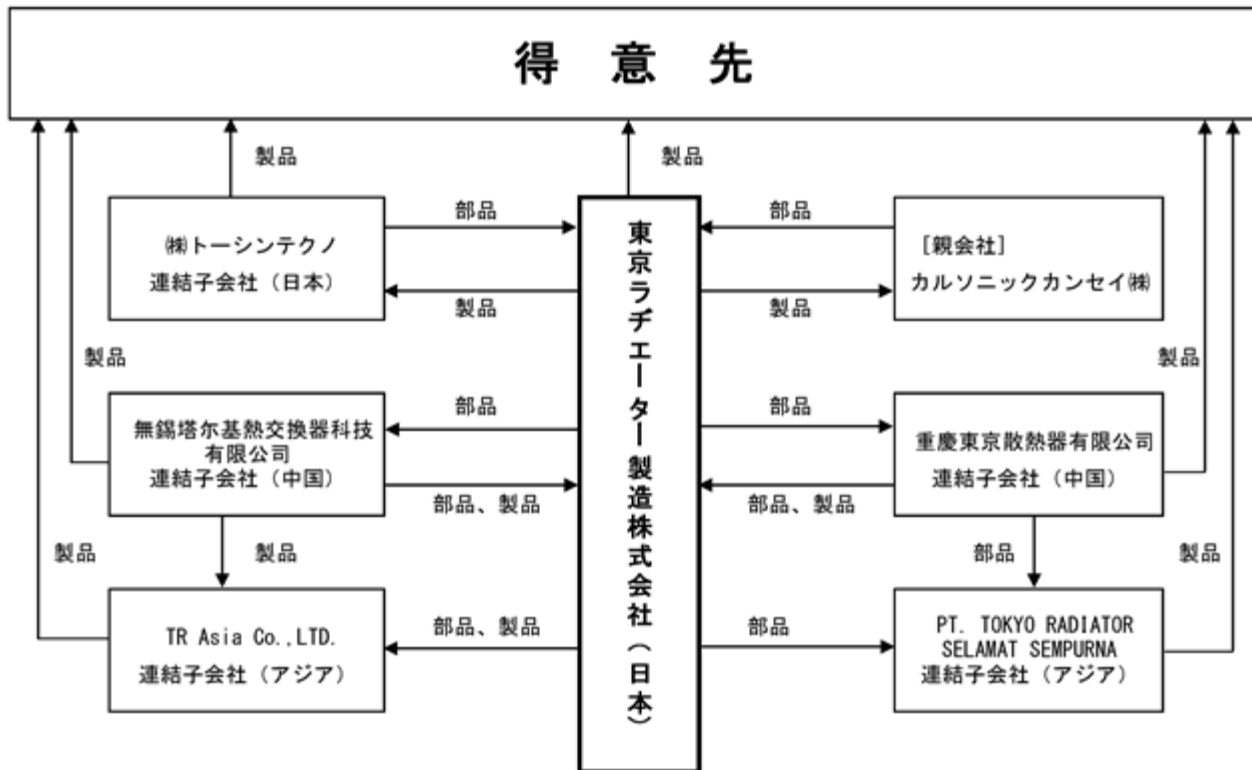 得意先
製品
製品
㈱トーシンテクノ
連結子会社（日本）
部品
製品
東京ラヂエーター製造株式会社（日本）
部品
製品
[親会社]
カルソニックカンセイ㈱
製品
製品
無錫塔尔基熱交換器科技
有限公司
連結子会社（中国）
部品
部品、製品
部品
部品、製品
重慶東京散熱器有限公司
連結子会社（中国）
製品
製品
部品
製品
TR Asia Co.,LTD.
連結子会社（アジア）
部品、製品
部品
PT. TOKYO RADIATOR
SELAMAT SEMPURNA
連結子会社（アジア）